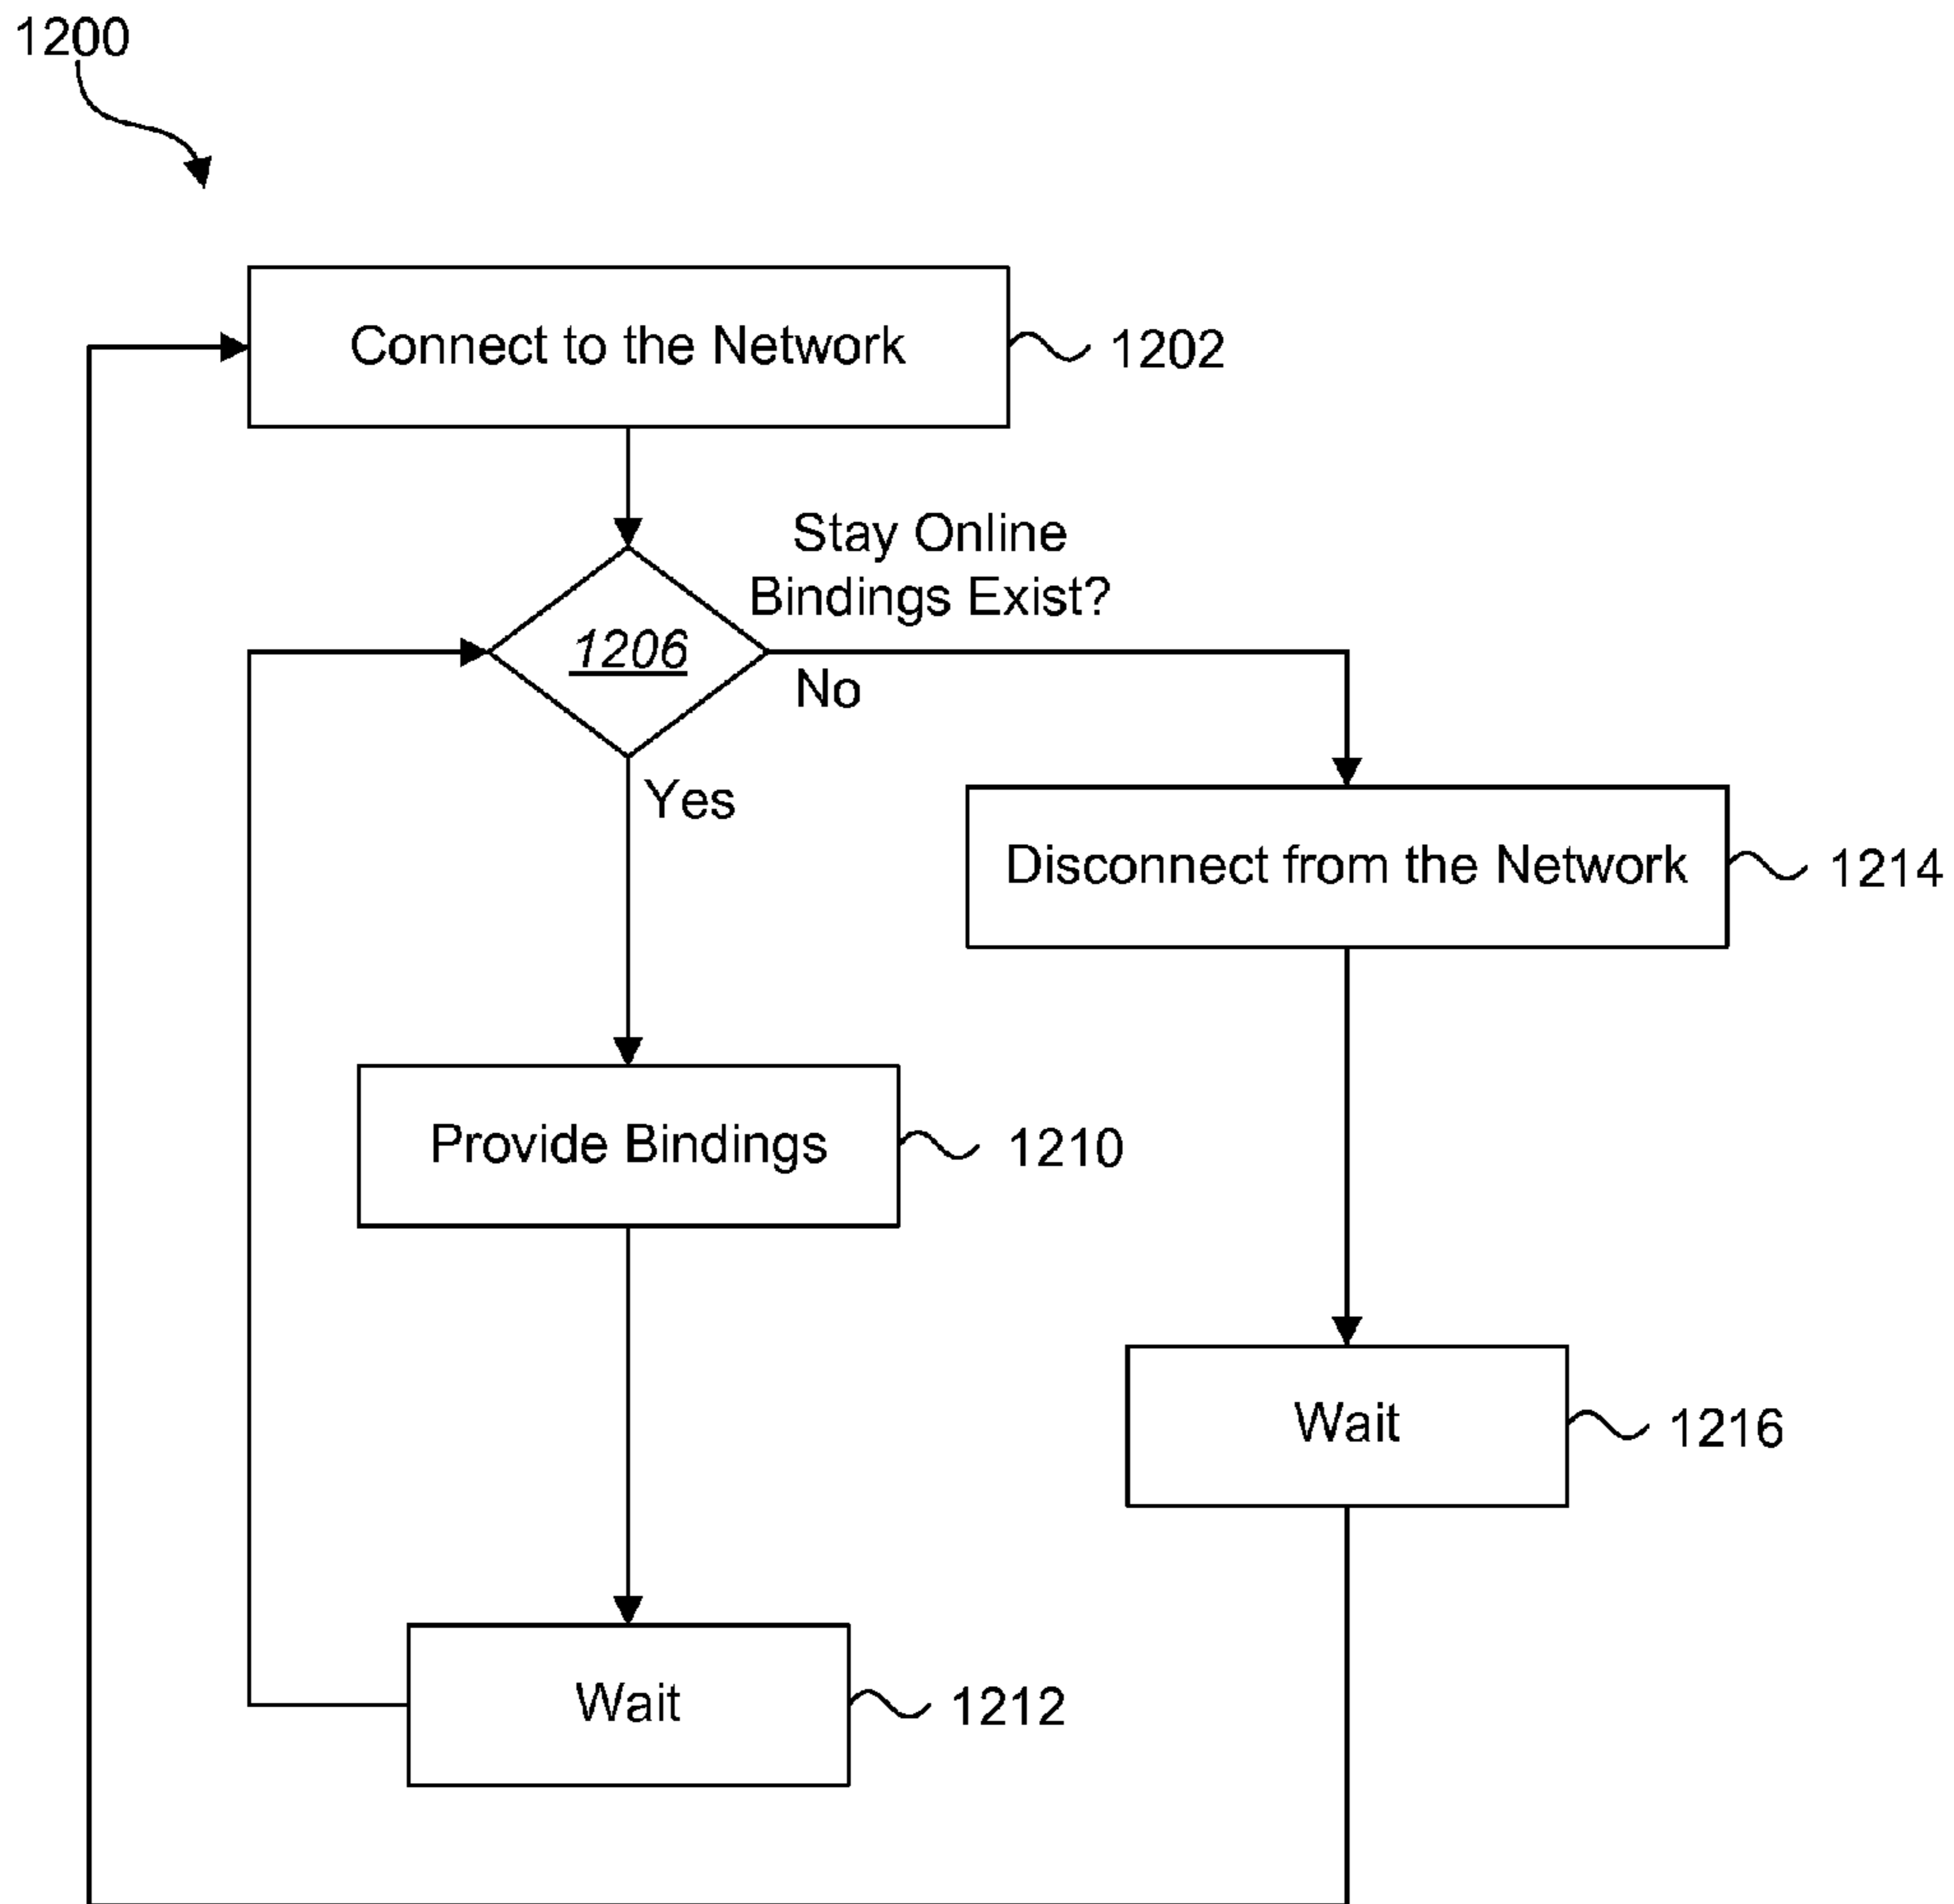 1200
Connect to the Network
1202
Stay Online
Bindings Exist?
1206
No
Yes
Disconnect from the Network
1214
Provide Bindings
1210
Wait
1216
Wait
1212